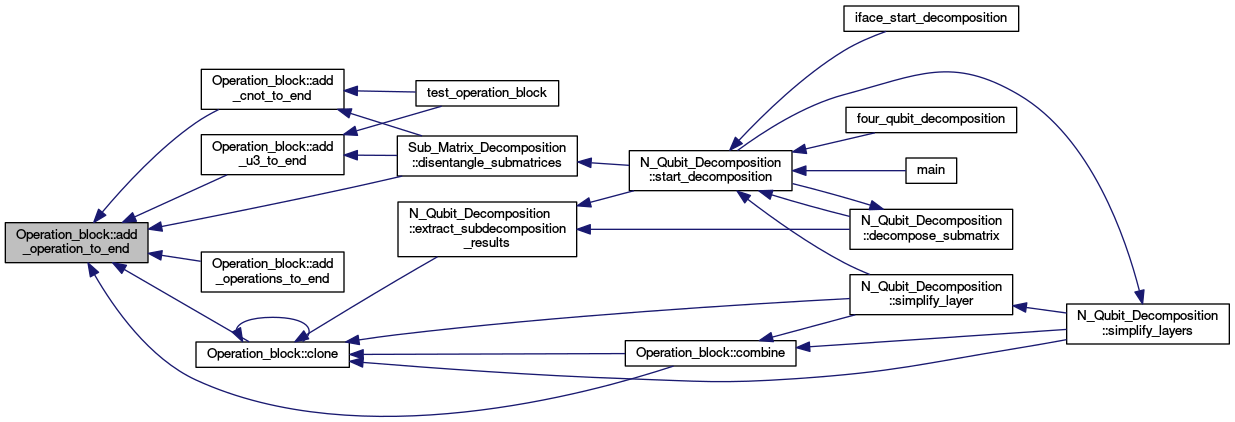 iface_start_decomposition
Operation_block::add
_cnot_to_end
test_operation_block
four_qubit_decomposition
Operation_block::add
_u3_to_end
Sub_Matrix_Decomposition
::disentangle_submatrices
N_Qubit_Decomposition
::start_decomposition
main
N_Qubit_Decomposition
::extract_subdecomposition
_results
N_Qubit_Decomposition
::decompose_submatrix
Operation_block::add
_operation_to_end
Operation_block::add
_operations_to_end
N_Qubit_Decomposition
::simplify_layer
N_Qubit_Decomposition
::simplify_layers
Operation_block::clone
Operation_block::combine